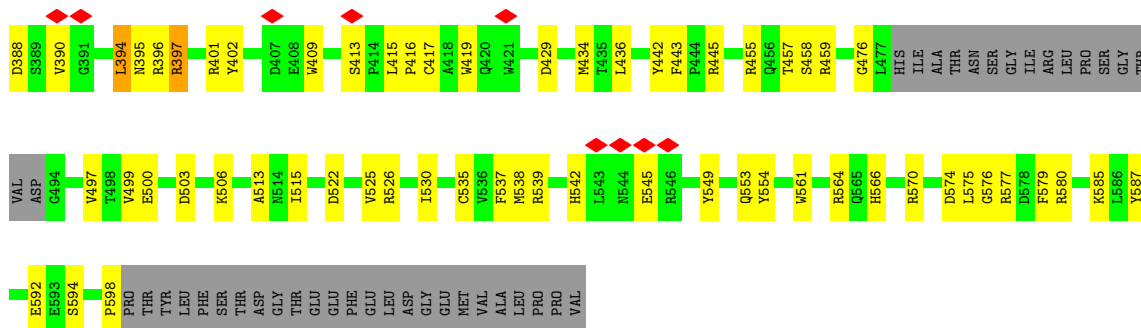 D388 S389 V390 G391 L394 N395 R396 R397 R401 Y402 D407 E408 W409 S413 P414 L415 P416 C417 A418 W419 Q420 W421 D429 M434 T435 L436 Y442 F443 P444 R445 R455 Q456 T457 S458 R459 G476 L477 HIS ILE ALA THR ASN SER GLY ILE ARG LEU PRO SER GLY THR
VAL ASP G494 V497 T498 V499 E500 D503 K506 A513 N514 I515 D522 V525 R526 I530 C535 V536 F537 M538 R539 H542 L543 N544 E545 R546 Y549 Q553 Y554 W561 R564 Q565 H566 R570 D574 L575 G576 R577 D578 F579 R580 K585 L586 Y587
E592 E593 S594 P598 PRO THR TYR LEU PHE SER THR ASP GLY THR GLU GLU PHE GLU LEU ASP GLY GLU MET VAL ALA LEU PRO PRO VAL